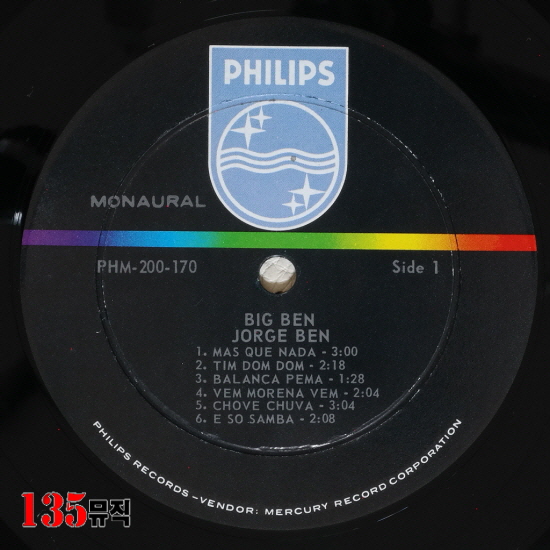 PHILIPS
MONAURAL
PHM-200-170
Side 1
BIG BEN
JORGE BEN
1. MAS QUE NADA - 3:00
2. TIM DOM DOM - 2:18
3. BALANCA PEMA - 1:28
4. VEM MORENA VEM - 2:04
5. CHOVE CHUVA - 3:04
6. E SO SAMBA - 2:08
PHILIPS RECORDS -VENDOR: MERCURY RECORD CORPORATION
135뮤직